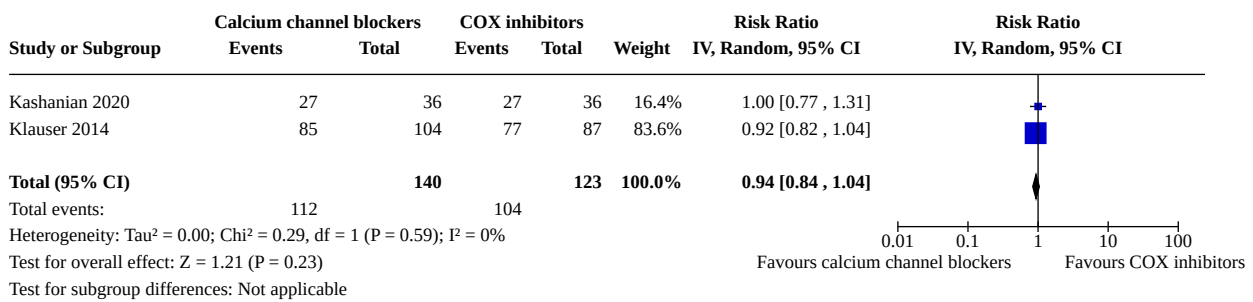 Calcium channel blockers COX inhibitors Risk Ratio Risk Ratio
Study or Subgroup Events Total Events Total Weight IV, Random, 95% CI IV, Random, 95% CI
Kashanian 2020 27 36 27 36 16.4% 1.00 [0.77 , 1.31]
Klauser 2014 85 104 77 87 83.6% 0.92 [0.82 , 1.04]
Total (95% CI) 140 123 100.0% 0.94 [0.84 , 1.04]
Total events: 112 104
Heterogeneity: Tau² = 0.00; Chi² = 0.29, df = 1 (P = 0.59); I² = 0%
0.01 0.1 1 10 100
Test for overall effect: Z = 1.21 (P = 0.23) Favours calcium channel blockers Favours COX inhibitors
Test for subgroup differences: Not applicable